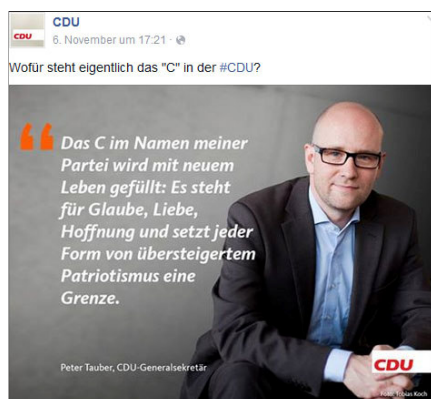 CDU
CDU
6. November um 17:21 ·
Wofür steht eigentlich das "C" in der #CDU?
Das C im Namen meiner
Partei wird mit neuem
Leben gefüllt: Es steht
für Glaube, Liebe,
Hoffnung und setzt jeder
Form von übersteigertem
Patriotismus eine
Grenze.
Peter Tauber, CDU-Generalsekretär
CDU
Foto: Tobias Koch